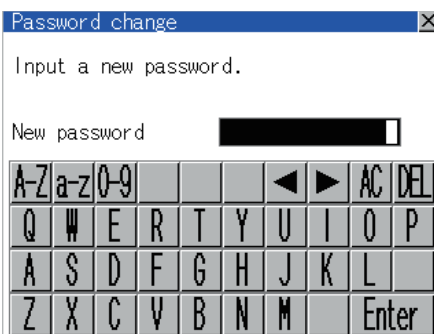 Password change ×
Input a new password.
New password
A-Z a-z 0-9 ◀ ▶ AC DEL
Q W E R T Y U I O P
A S D F G H J K L
Z X C V B N M Enter